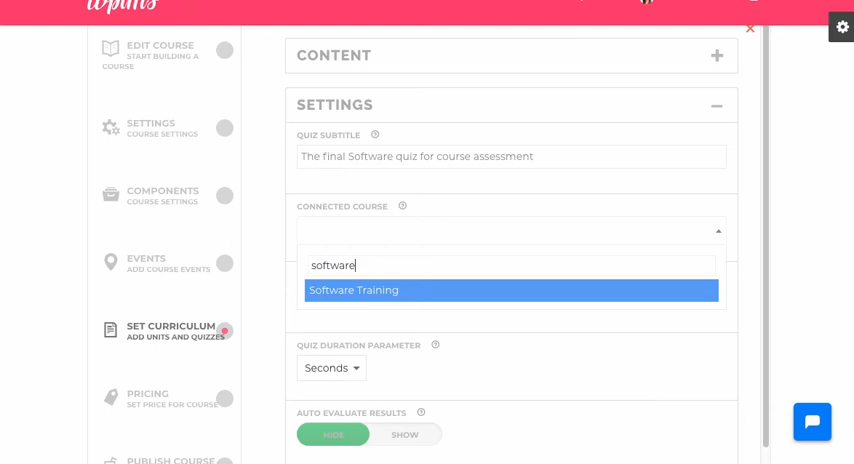 EDIT COURSE
START BUILDING A
COURSE
SETTINGS
COURSE SETTINGS
COMPONENTS
COURSE SETTINGS
EVENTS
ADD COURSE EVENTS
SET CURRICULUM
ADD UNITS AND QUIZZES
PRICING
SET PRICE FOR COURSE
PUBLISH COURSE
CONTENT
SETTINGS
QUIZ SUBTITLE
The final Software quiz for course assessment
CONNECTED COURSE
software
Software Training
QUIZ DURATION PARAMETER
Seconds
AUTO EVALUATE RESULTS
HIDE
SHOW